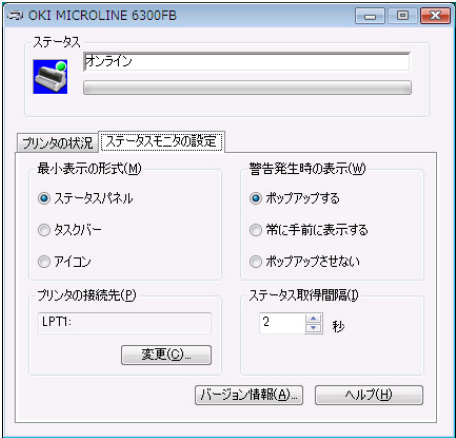 OKI MICROLINE 6300FB
ステータス
オンライン
プリンタの状況 ステータスモニタの設定
最小表示の形式(M)
ステータスパネル
タスクバー
アイコン
警告発生時の表示(W)
ポップアップする
常に手前に表示する
ポップアップさせない
プリンタの接続先(P)
LPT1:
変更(C)...
ステータス取得間隔(I)
2 秒
バージョン情報(A)... ヘルプ(H)